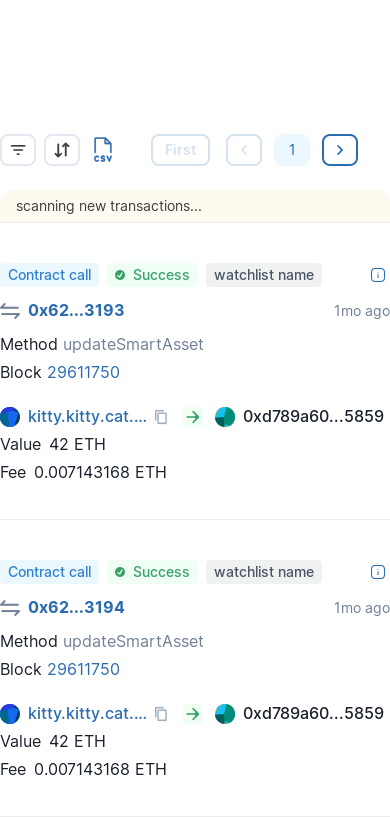 CSV
First
1
scanning new transactions...
Contract call Success watchlist name
0x62...3193 1mo ago
Method updateSmartAsset
Block 29611750
kitty.kitty.cat.... 0xd789a60...5859
Value 42 ETH
Fee 0.007143168 ETH
Contract call Success watchlist name
0x62...3194 1mo ago
Method updateSmartAsset
Block 29611750
kitty.kitty.cat.... 0xd789a60...5859
Value 42 ETH
Fee 0.007143168 ETH